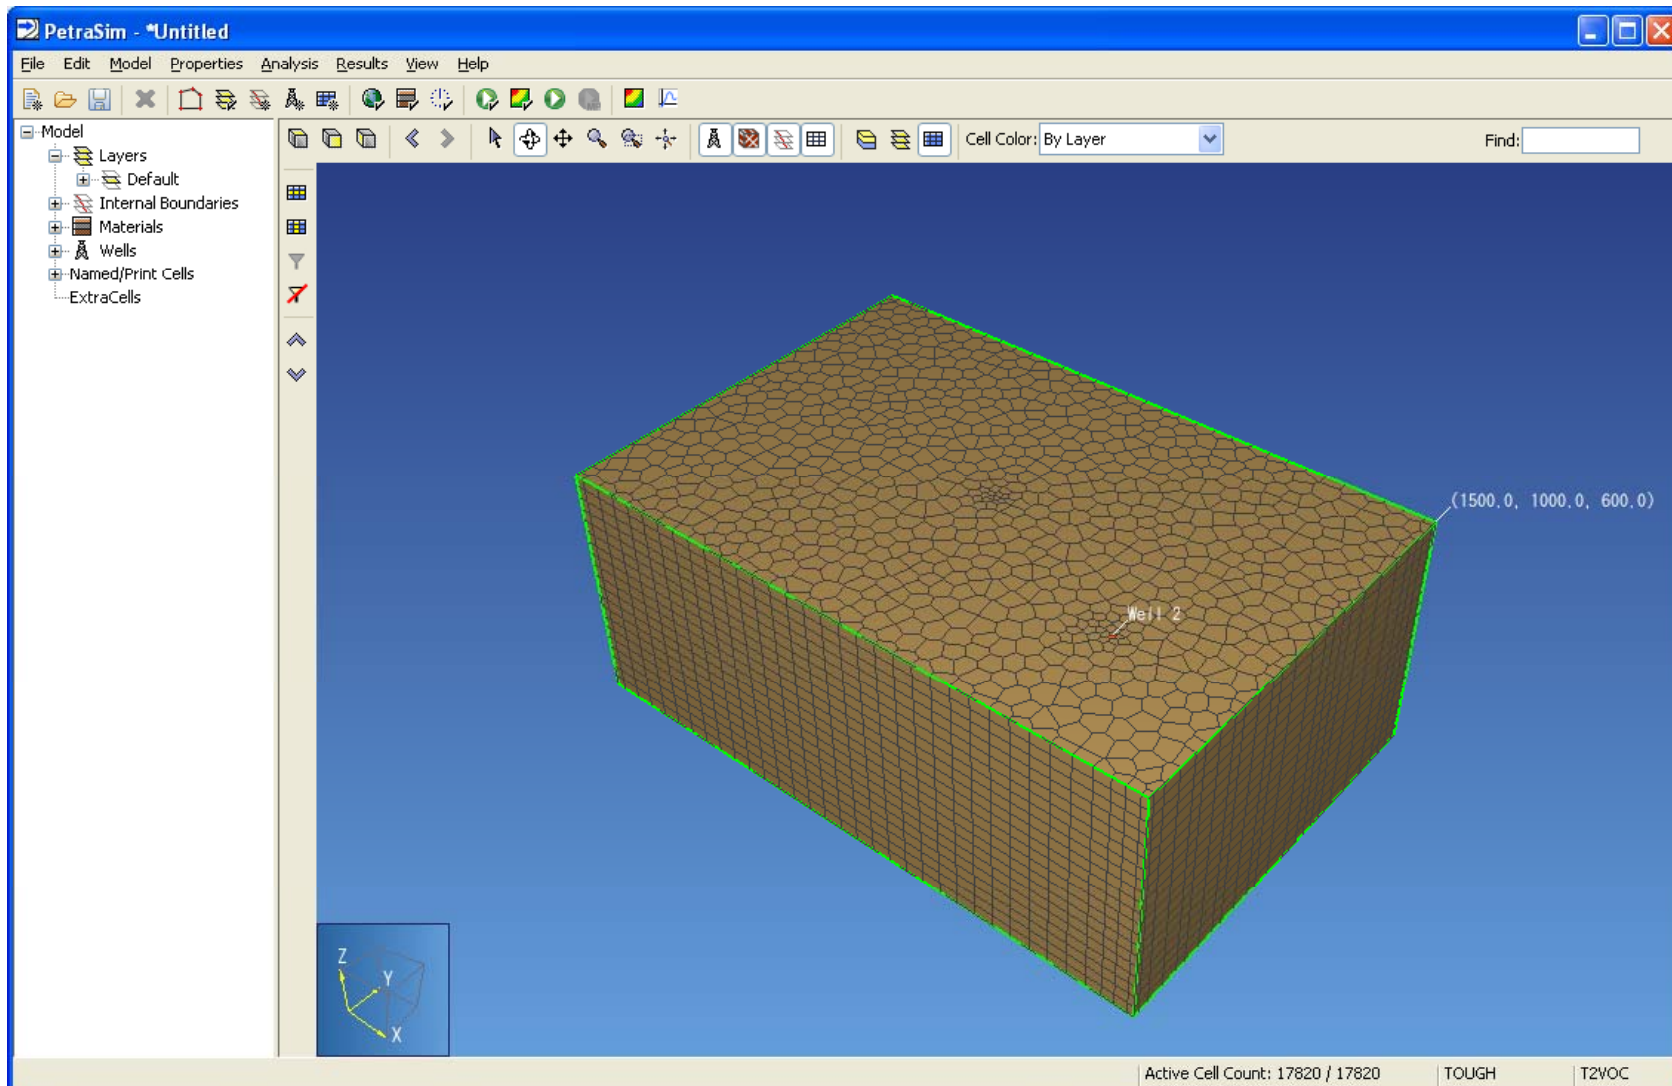 PetraSim - *Untitled
File Edit Model Properties Analysis Results View Help
Model
Layers
Default
Internal Boundaries
Materials
Wells
Named/Print Cells
ExtraCells
Cell Color: By Layer
Find:
(1500.0, 1000.0, 600.0)
Well 2
Z
Y
X
Active Cell Count: 17820 / 17820
TOUGH
T2VOC